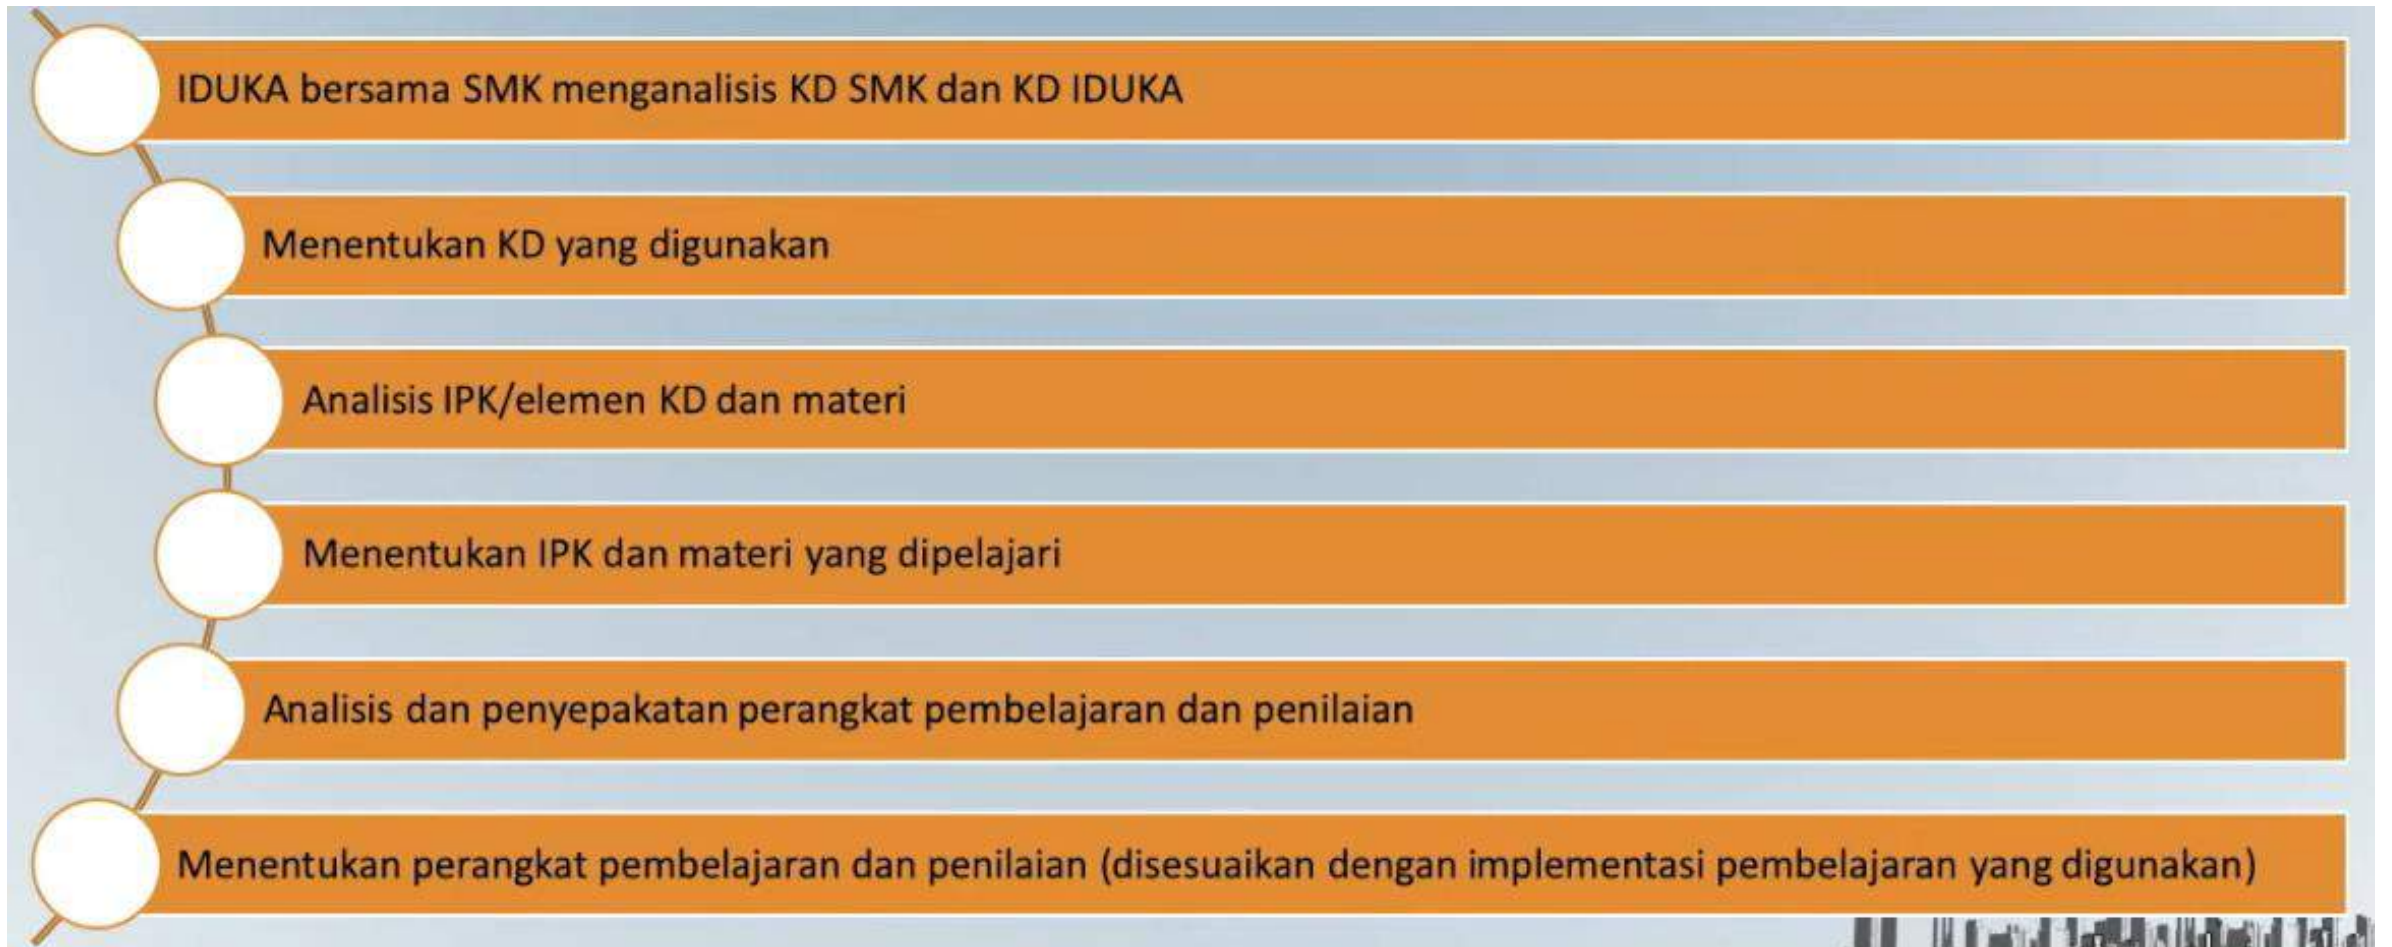 IDUKA bersama SMK menganalisis KD SMK dan KD IDUKA
Menentukan KD yang digunakan
Analisis IPK/elemen KD dan materi
Menentukan IPK dan materi yang dipelajari
Analisis dan penyepakatan perangkat pembelajaran dan penilaian
Menentukan perangkat pembelajaran dan penilaian (disesuaikan dengan implementasi pembelajaran yang digunakan)